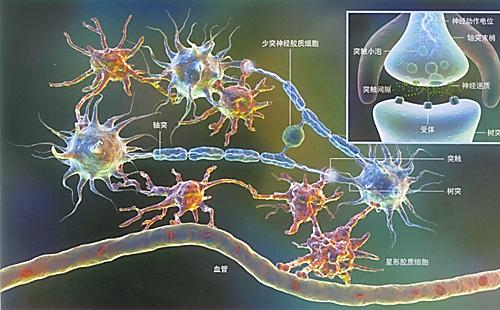 少突神经胶质细胞
神经动作电位
轴突末梢
突触小泡
突触间隙
神经递质
受体
树突
轴突
突触
树突
星形胶质细胞
血管